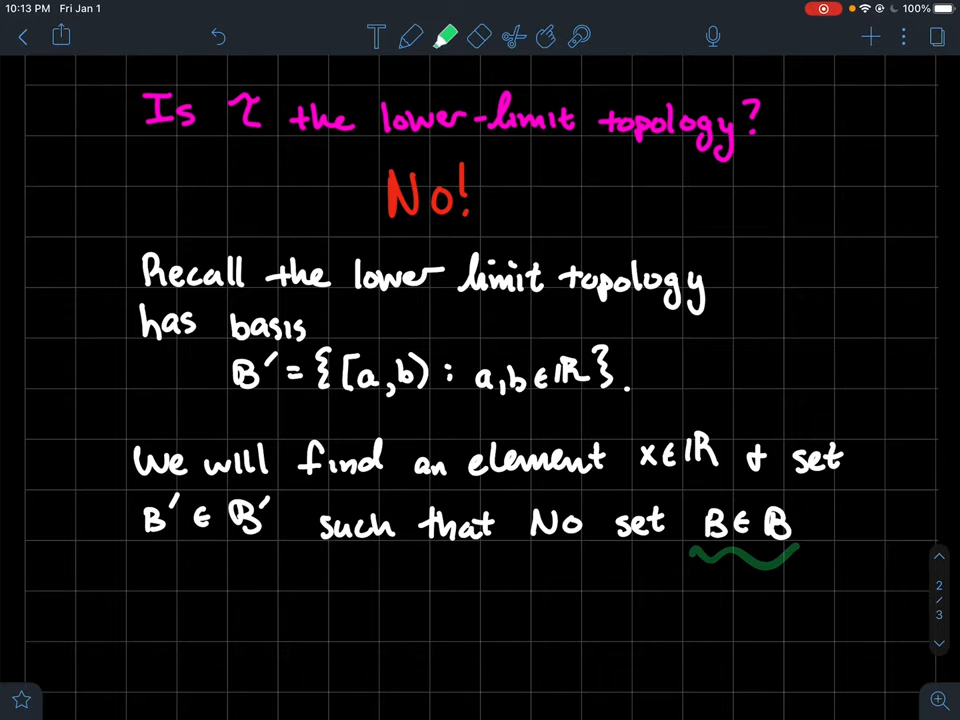 10:13 PM Fri Jan 1
100%
Is τ the lower-limit topology?
No!
Recall the lower limit topology
has basis
B' = {[a,b) : a,b ∈ ℝ}.
We will find an element x ∈ ℝ & set
B' ∈ B' such that No set B ∈ B
2
/
3